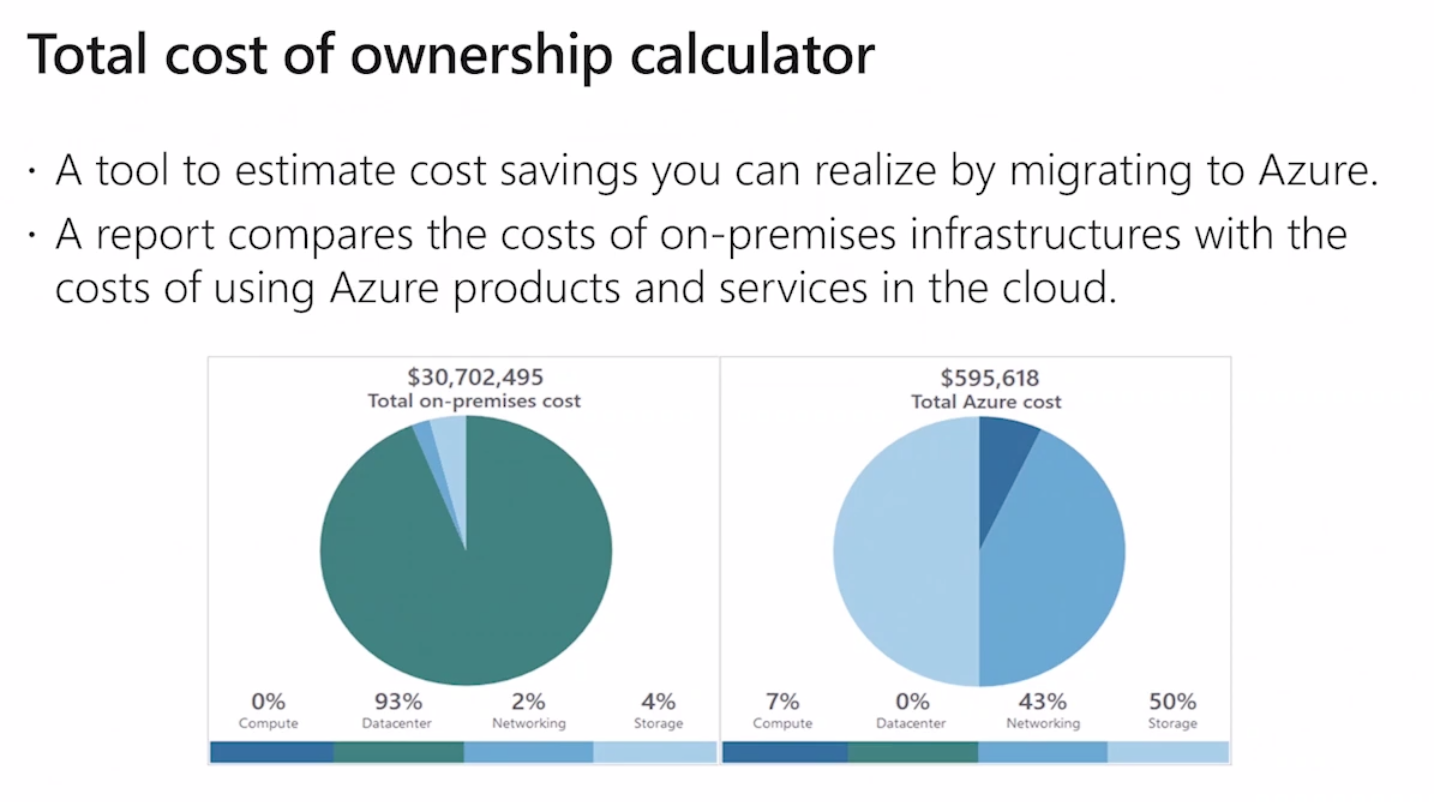 Total cost of ownership calculator
· A tool to estimate cost savings you can realize by migrating to Azure.
· A report compares the costs of on-premises infrastructures with the
costs of using Azure products and services in the cloud.
$30,702,495
Total on-premises cost
0% 93% 2% 4%
Compute Datacenter Networking Storage
$595,618
Total Azure cost
7% 0% 43% 50%
Compute Datacenter Networking Storage